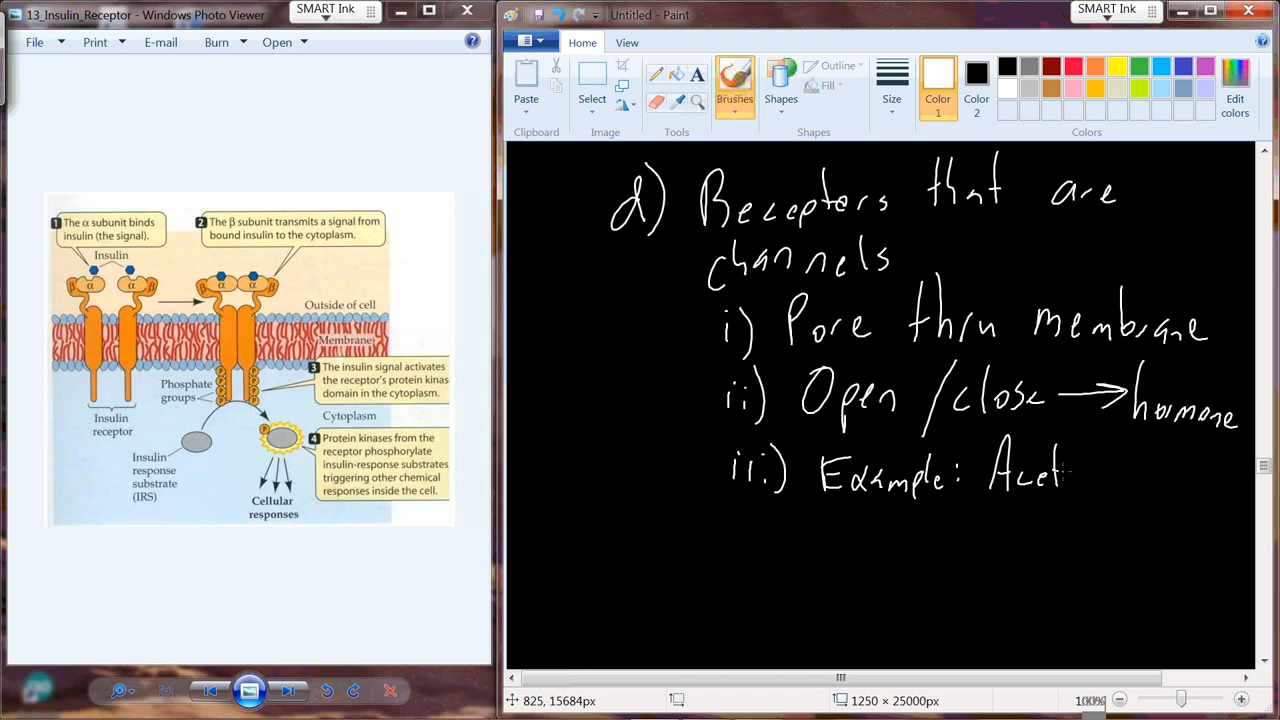 13_Insulin_Receptor - Windows Photo Viewer
SMART Ink
File Print E-mail Burn Open
1 The α subunit binds
insulin (the signal).
2 The β subunit transmits a signal from
bound insulin to the cytoplasm.
Insulin
β α α β α α β
Outside of cell
Membrane
3 The insulin signal activates
the receptor's protein kinas
domain in the cytoplasm.
Phosphate
groups
P P P P P P P P
Insulin
receptor
Cytoplasm
P
4 Protein kinases from the
receptor phosphorylate
insulin-response substrates
triggering other chemical
responses inside the cell.
Insulin
response
substrate
(IRS)
Cellular
responses
Untitled - Paint
SMART Ink
Home View
Paste
Select
A
Brushes
Shapes
Outline
Fill
Size
Color
1
Color
2
Edit
colors
Clipboard Image Tools Shapes Colors
d) Receptors that are
channels
i) Pore thru membrane
ii) Open / close → hormone
iii.) Example: Acet
825, 15684px
1250 × 25000px